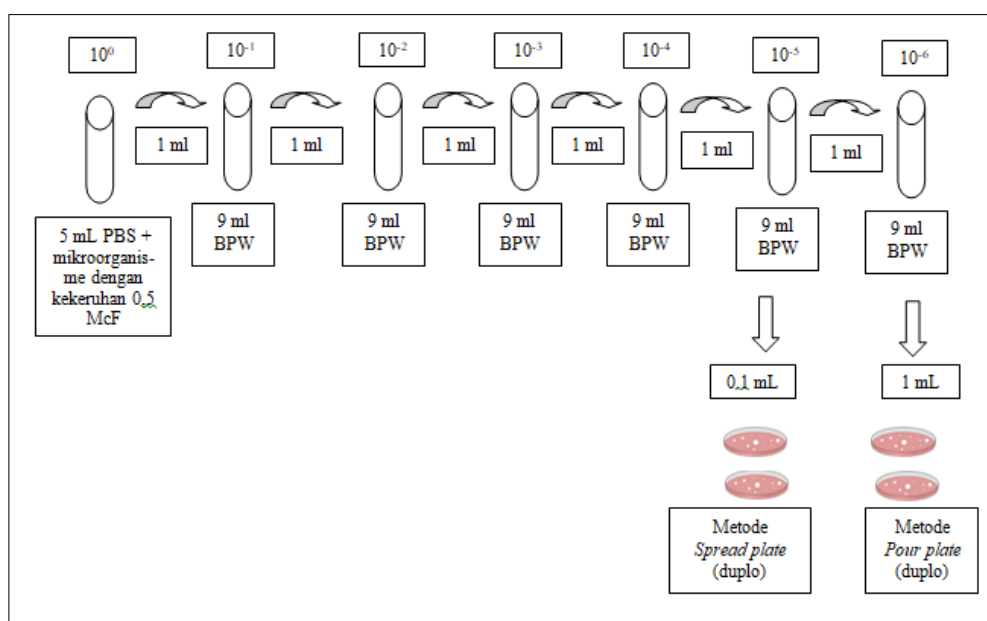 10⁰
10⁻¹
10⁻²
10⁻³
10⁻⁴
10⁻⁵
10⁻⁶
1 ml
1 ml
1 ml
1 ml
1 ml
1 ml
5 mL PBS +
mikroorganis-
me dengan
kekeruhan 0,5
McF
9 ml
BPW
9 ml
BPW
9 ml
BPW
9 ml
BPW
9 ml
BPW
9 ml
BPW
0,1 mL
1 mL
Metode
Spread plate
(duplo)
Metode
Pour plate
(duplo)